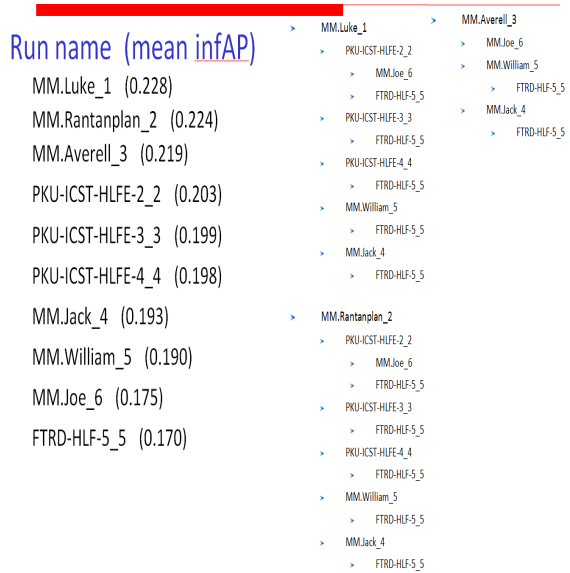 Run name (mean infAP)
MM.Luke_1 (0.228)
MM.Rantanplan_2 (0.224)
MM.Averell_3 (0.219)
PKU-ICST-HLFE-2_2 (0.203)
PKU-ICST-HLFE-3_3 (0.199)
PKU-ICST-HLFE-4_4 (0.198)
MM.Jack_4 (0.193)
MM.William_5 (0.190)
MM.Joe_6 (0.175)
FTRD-HLF-5_5 (0.170)
➢ MM.Luke_1
➢ PKU-ICST-HLFE-2_2
➢ MM.Joe_6
➢ FTRD-HLF-5_5
➢ PKU-ICST-HLFE-3_3
➢ FTRD-HLF-5_5
➢ PKU-ICST-HLFE-4_4
➢ FTRD-HLF-5_5
➢ MM.William_5
➢ FTRD-HLF-5_5
➢ MM.Jack_4
➢ FTRD-HLF-5_5
➢ MM.Rantanplan_2
➢ PKU-ICST-HLFE-2_2
➢ MM.Joe_6
➢ FTRD-HLF-5_5
➢ PKU-ICST-HLFE-3_3
➢ FTRD-HLF-5_5
➢ PKU-ICST-HLFE-4_4
➢ FTRD-HLF-5_5
➢ MM.William_5
➢ FTRD-HLF-5_5
➢ MM.Jack_4
➢ FTRD-HLF-5_5
➢ MM.Averell_3
➢ MM.Joe_6
➢ MM.William_5
➢ FTRD-HLF-5_5
➢ MM.Jack_4
➢ FTRD-HLF-5_5